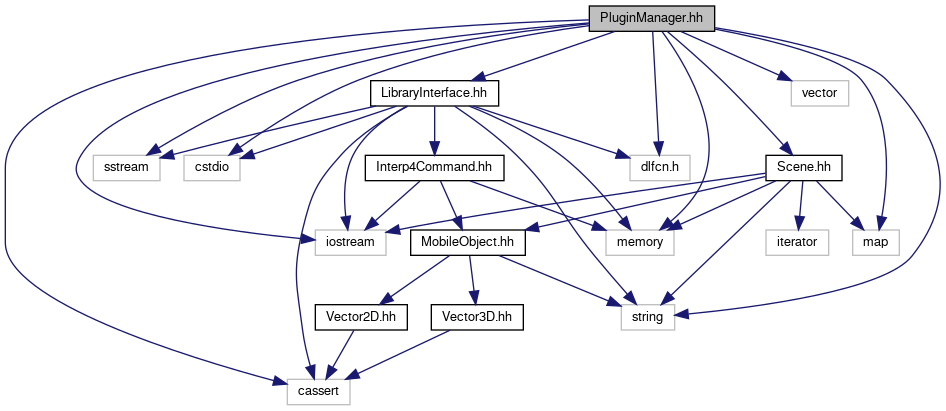 PluginManager.hh
LibraryInterface.hh
vector
sstream
cstdio
Interp4Command.hh
dlfcn.h
Scene.hh
iostream
MobileObject.hh
memory
iterator
map
Vector2D.hh
Vector3D.hh
string
cassert